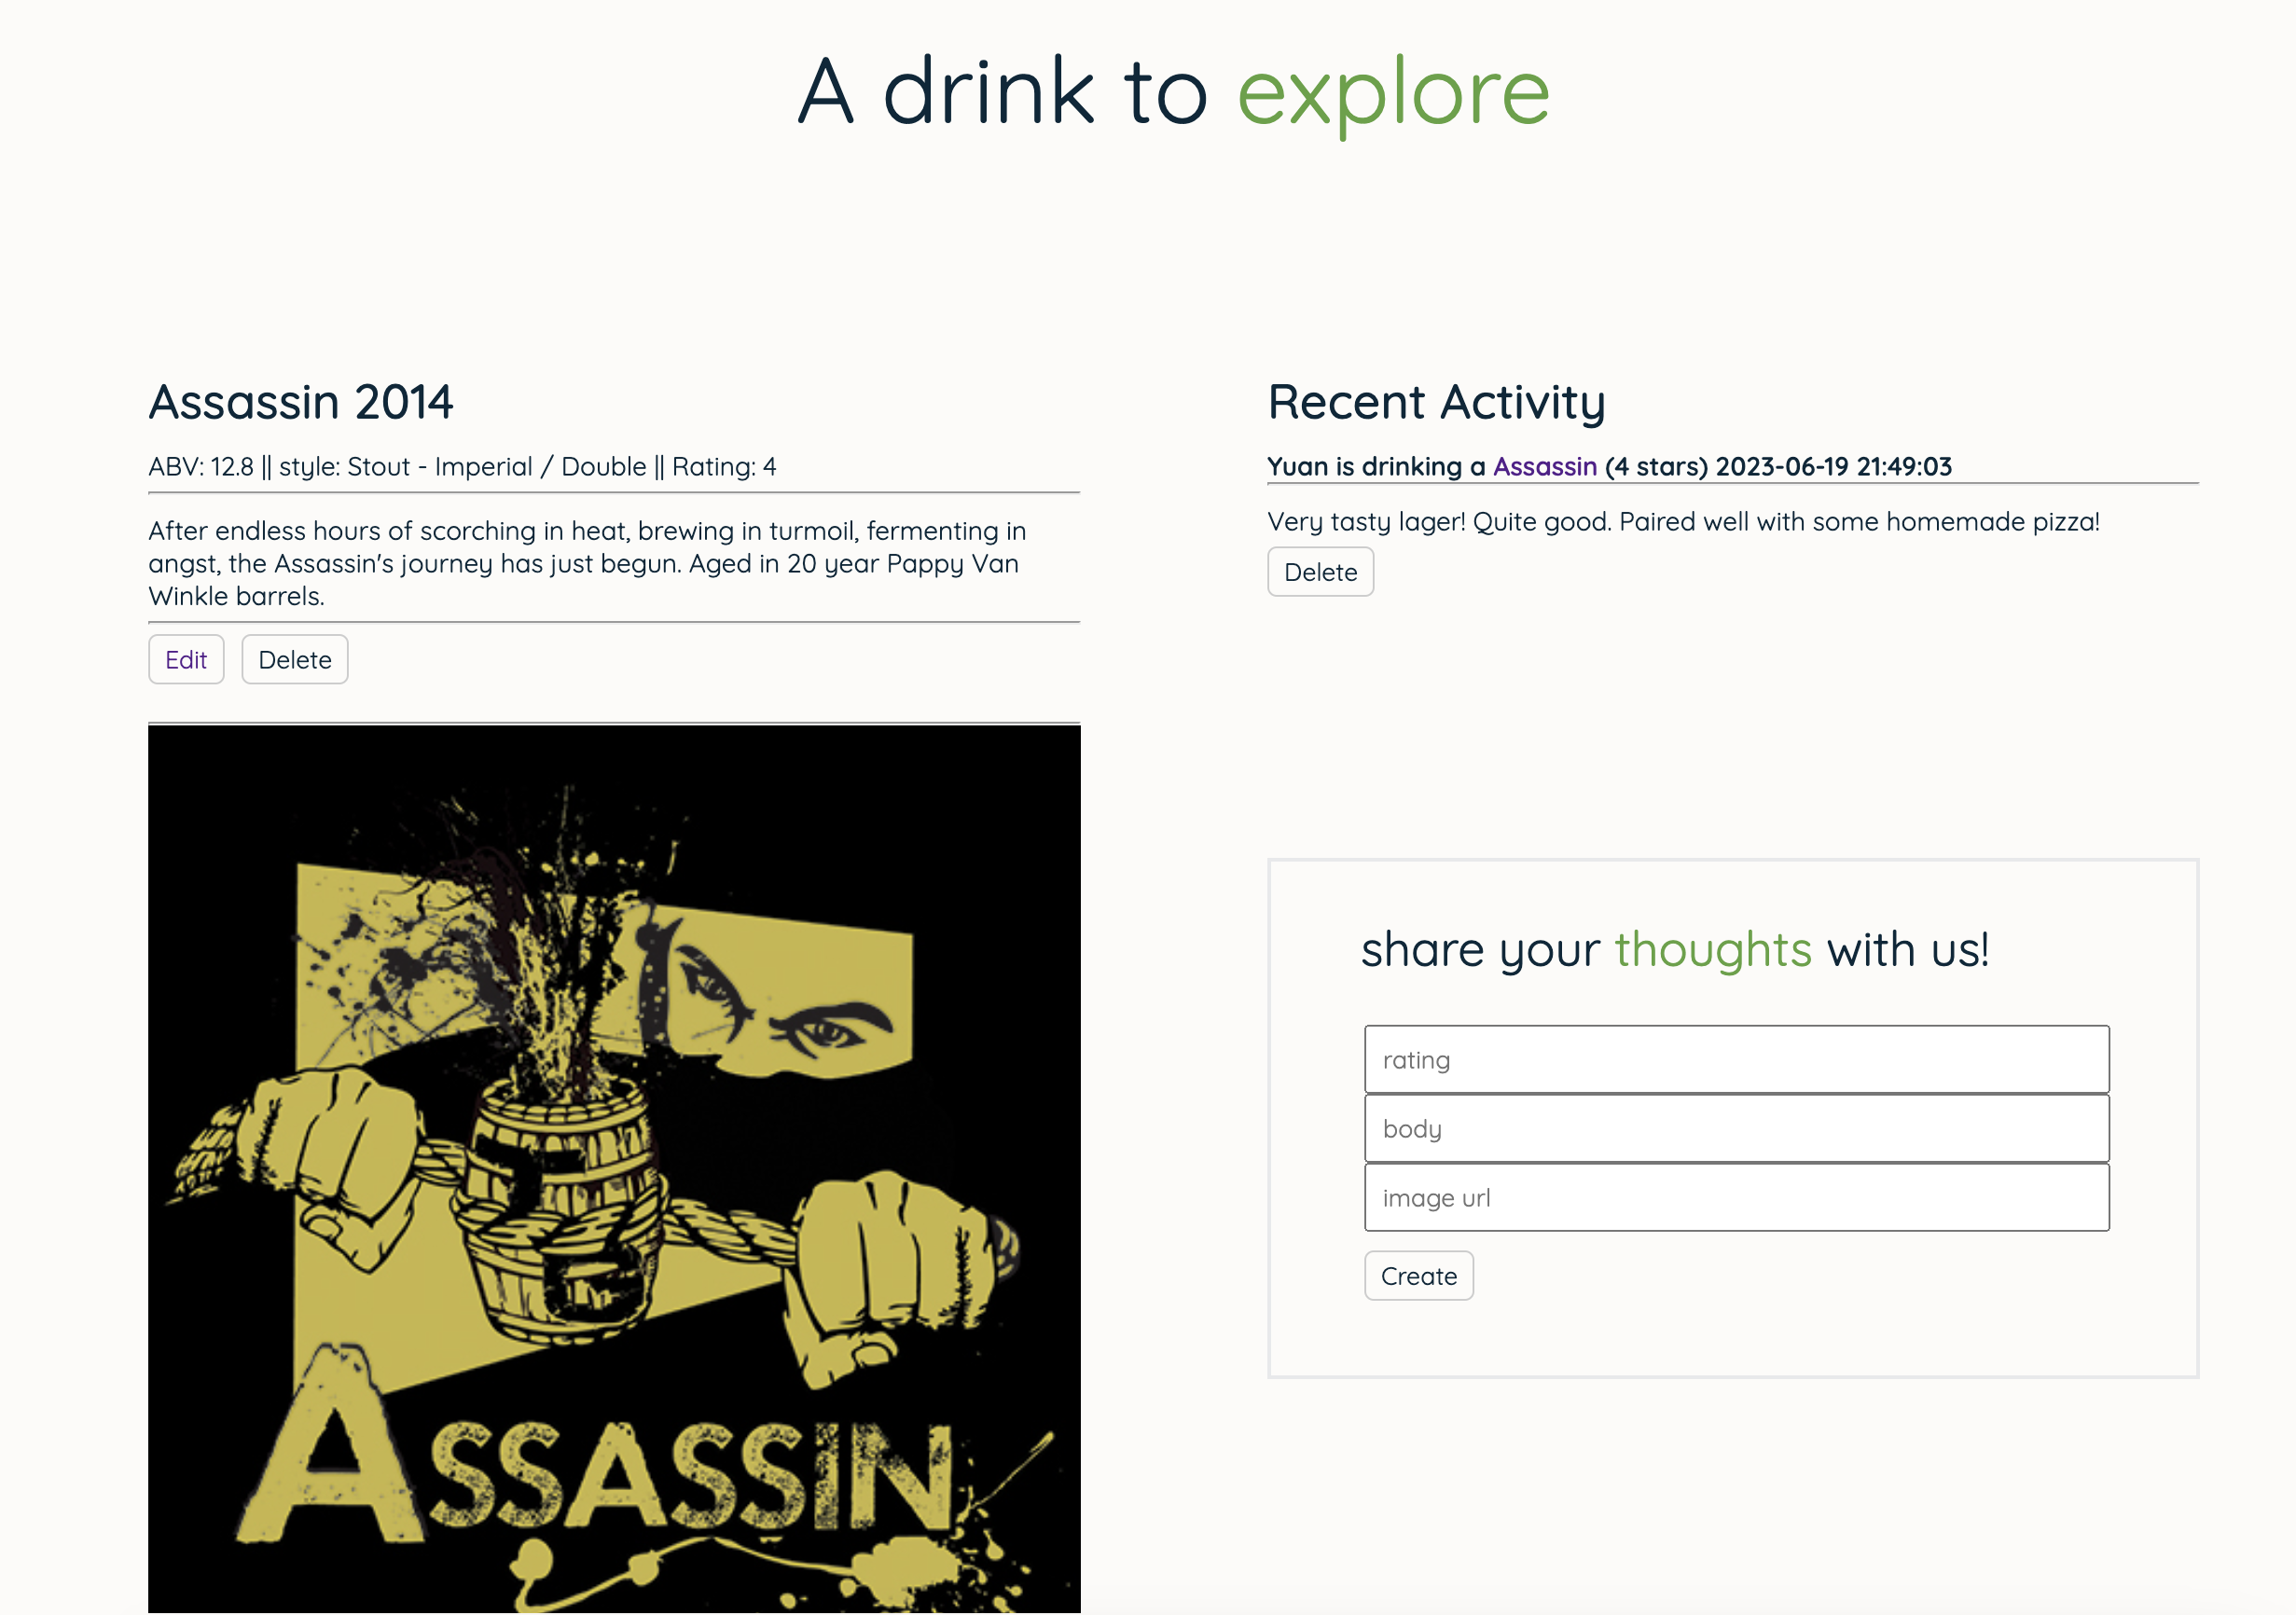 A drink to explore
Assassin 2014
ABV: 12.8 || style: Stout - Imperial / Double || Rating: 4
After endless hours of scorching in heat, brewing in turmoil, fermenting in
angst, the Assassin's journey has just begun. Aged in 20 year Pappy Van
Winkle barrels.
Edit Delete
ASSASSIN
Recent Activity
Yuan is drinking a Assassin (4 stars) 2023-06-19 21:49:03
Very tasty lager! Quite good. Paired well with some homemade pizza!
Delete
share your thoughts with us!
rating
body
image url
Create